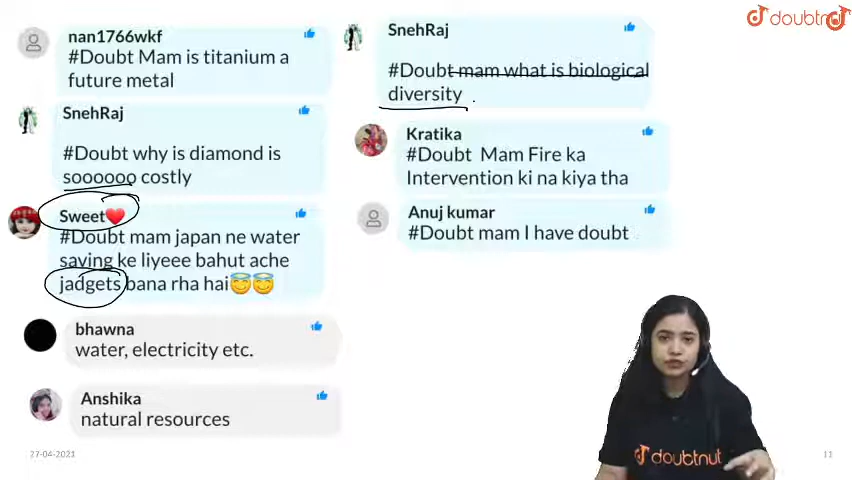 nan1766wkf
#Doubt Mam is titanium a
future metal
SnehRaj
#Doubt why is diamond is
soooooo costly
Sweet❤️
#Doubt mam japan ne water
saving ke liyeee bahut ache
jadgets bana rha hai😇😇
bhawna
water, electricity etc.
Anshika
natural resources
27-04-2021
SnehRaj
#Doubt mam what is biological
diversity
Kratika
#Doubt Mam Fire ka
Intervention ki na kiya tha
Anuj kumar
#Doubt mam I have doubt
doubtnut
doubtnut
11